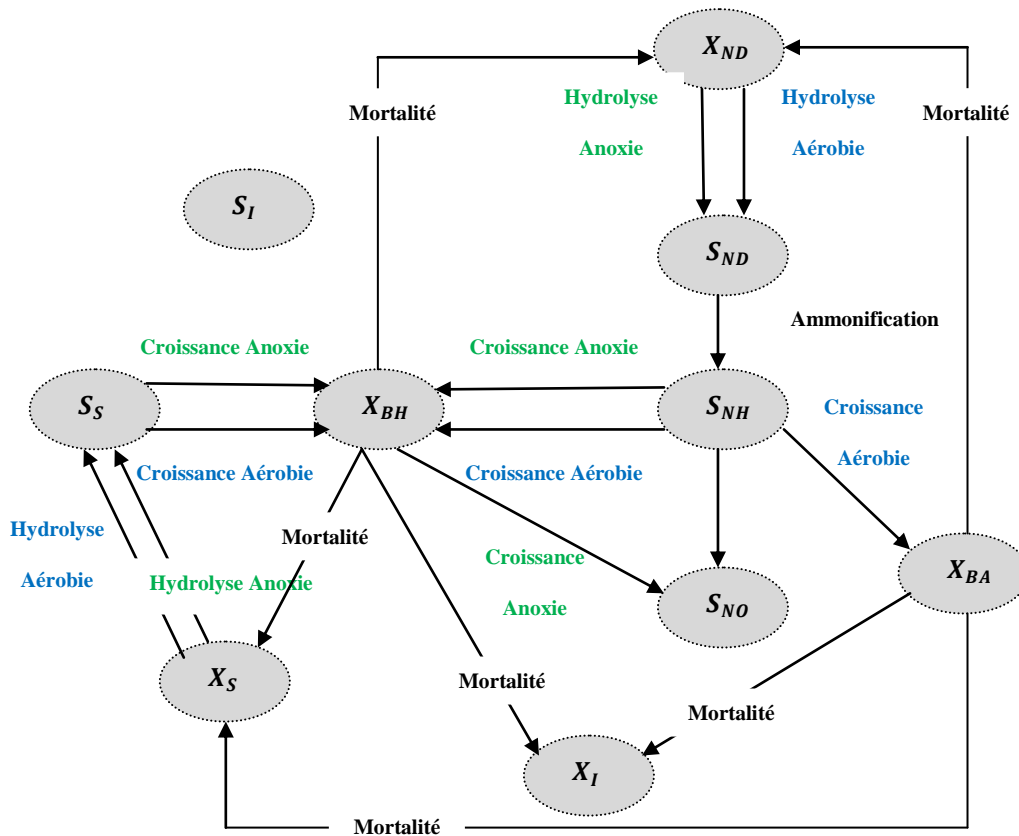 X_ND
Mortalité
Hydrolyse
Anoxie
Hydrolyse
Aérobie
Mortalité
S_I
S_ND
Ammonification
Croissance Anoxie
Croissance Anoxie
S_S
X_BH
S_NH
Croissance
Aérobie
Croissance Aérobie
Croissance Aérobie
Hydrolyse
Aérobie
Mortalité
Hydrolyse Anoxie
Croissance
Anoxie
S_NO
X_BA
X_S
Mortalité
Mortalité
X_I
Mortalité